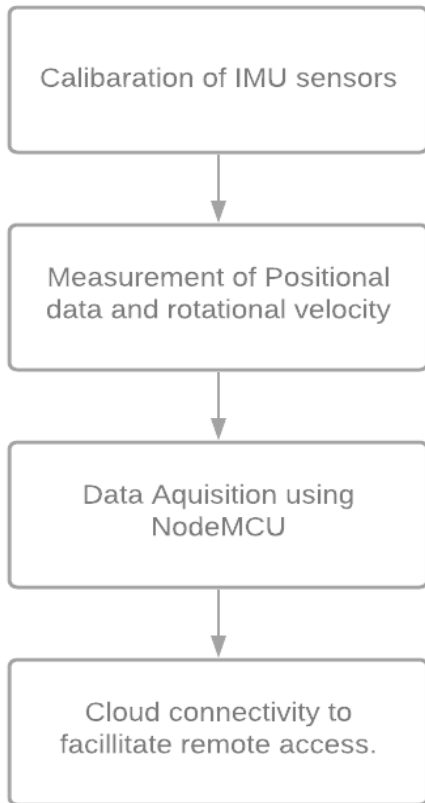 Calibaration of IMU sensors
Measurement of Positional
data and rotational velocity
Data Aquisition using
NodeMCU
Cloud connectivity to
facillitate remote access.